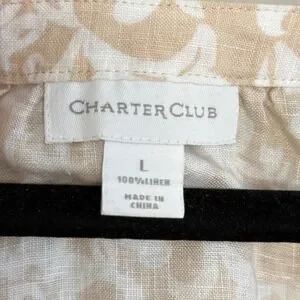 CHARTER CLUB
L
100% LINEN
MADE IN
CHINA